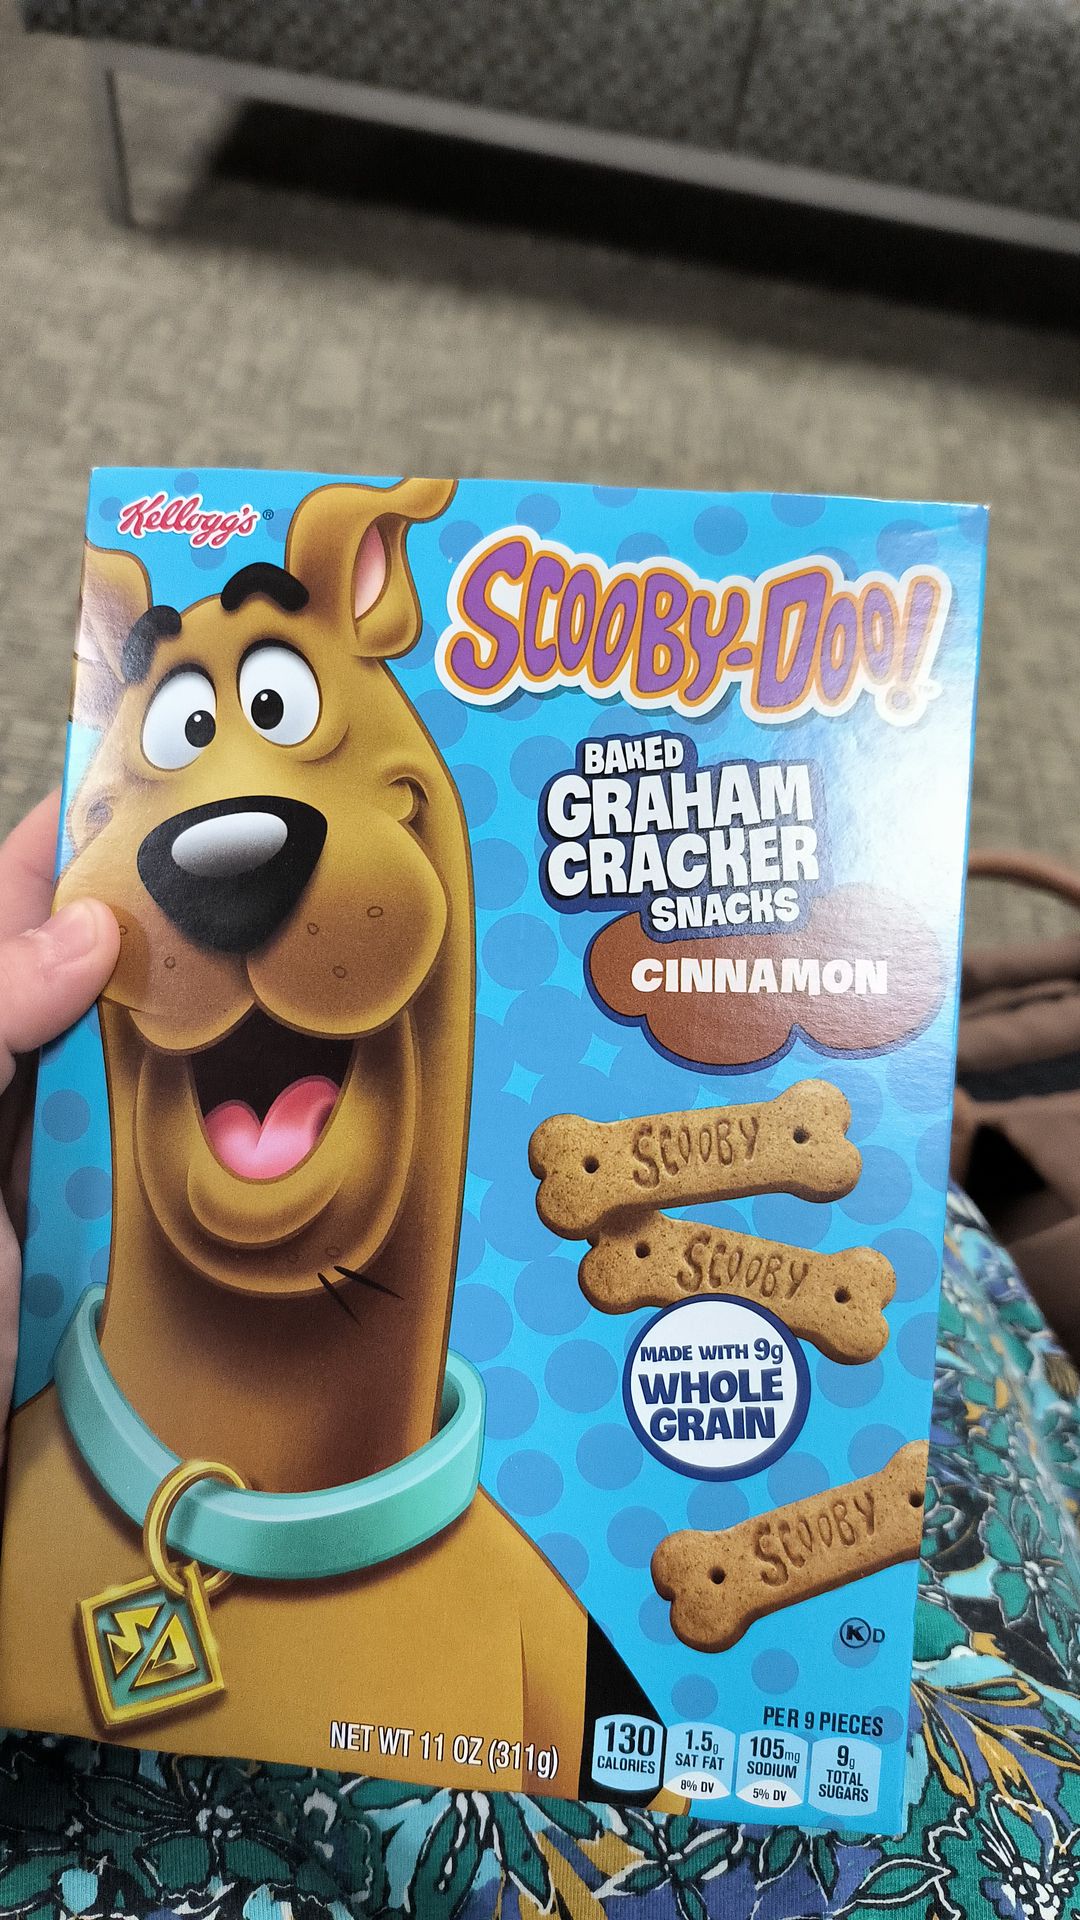 Kellogg's®
SCOOBY-DOO!™
BAKED
GRAHAM
CRACKER
SNACKS
CINNAMON
SCOOBY
SCOOBY
MADE WITH 9g
WHOLE
GRAIN
SCOOBY
K D
SD
NET WT 11 OZ (311g)
PER 9 PIECES
130
CALORIES
1.5g
SAT FAT
8% DV
105mg
SODIUM
5% DV
9g
TOTAL
SUGARS